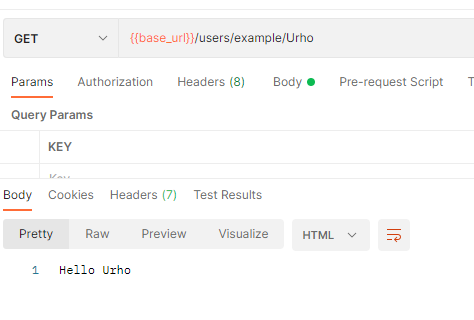 GET {{base_url}}/users/example/Urho
Params Authorization Headers (8) Body Pre-request Script
Query Params
KEY
Body Cookies Headers (7) Test Results
Pretty Raw Preview Visualize HTML
1 Hello Urho